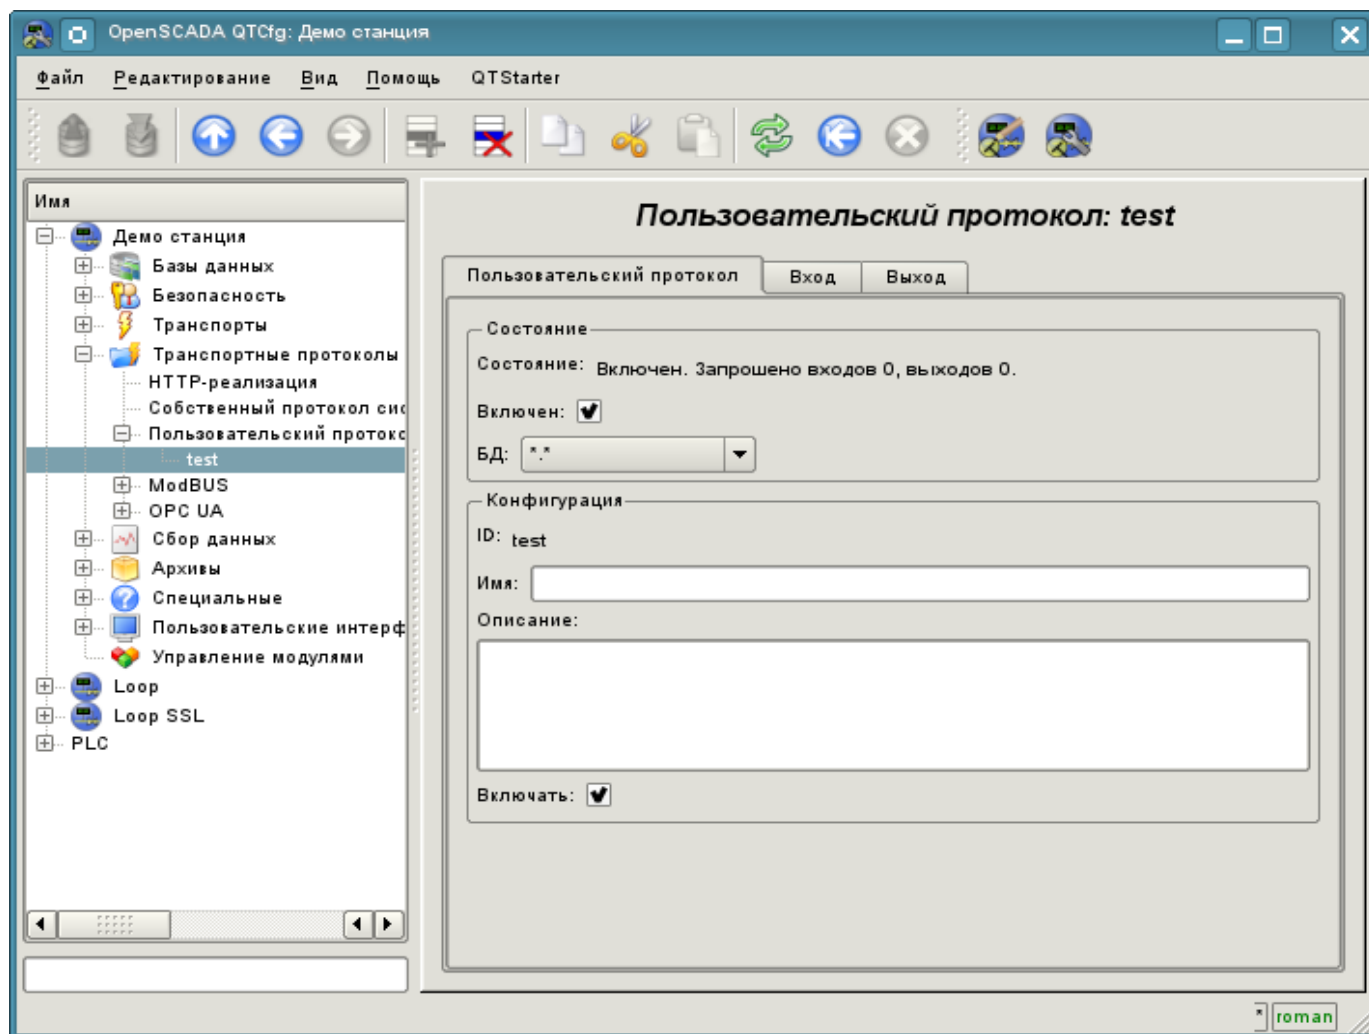 OpenSCADA QTCfg: Демо станция
Файл Редактирование Вид Помощь QTStarter
Имя
Демо станция
Базы данных
Безопасность
Транспорты
Транспортные протоколы
HTTP-реализация
Собственный протокол сис
Пользовательский протокс
test
ModBUS
OPC UA
Сбор данных
Архивы
Специальные
Пользовательские интерф
Управление модулями
Loop
Loop SSL
PLC
Пользовательский протокол: test
Пользовательский протокол Вход Выход
Состояние
Состояние: Включен. Запрошено входов 0, выходов 0.
Включен:
БД: *.*
Конфигурация
ID: test
Имя:
Описание:
Включать:
* roman